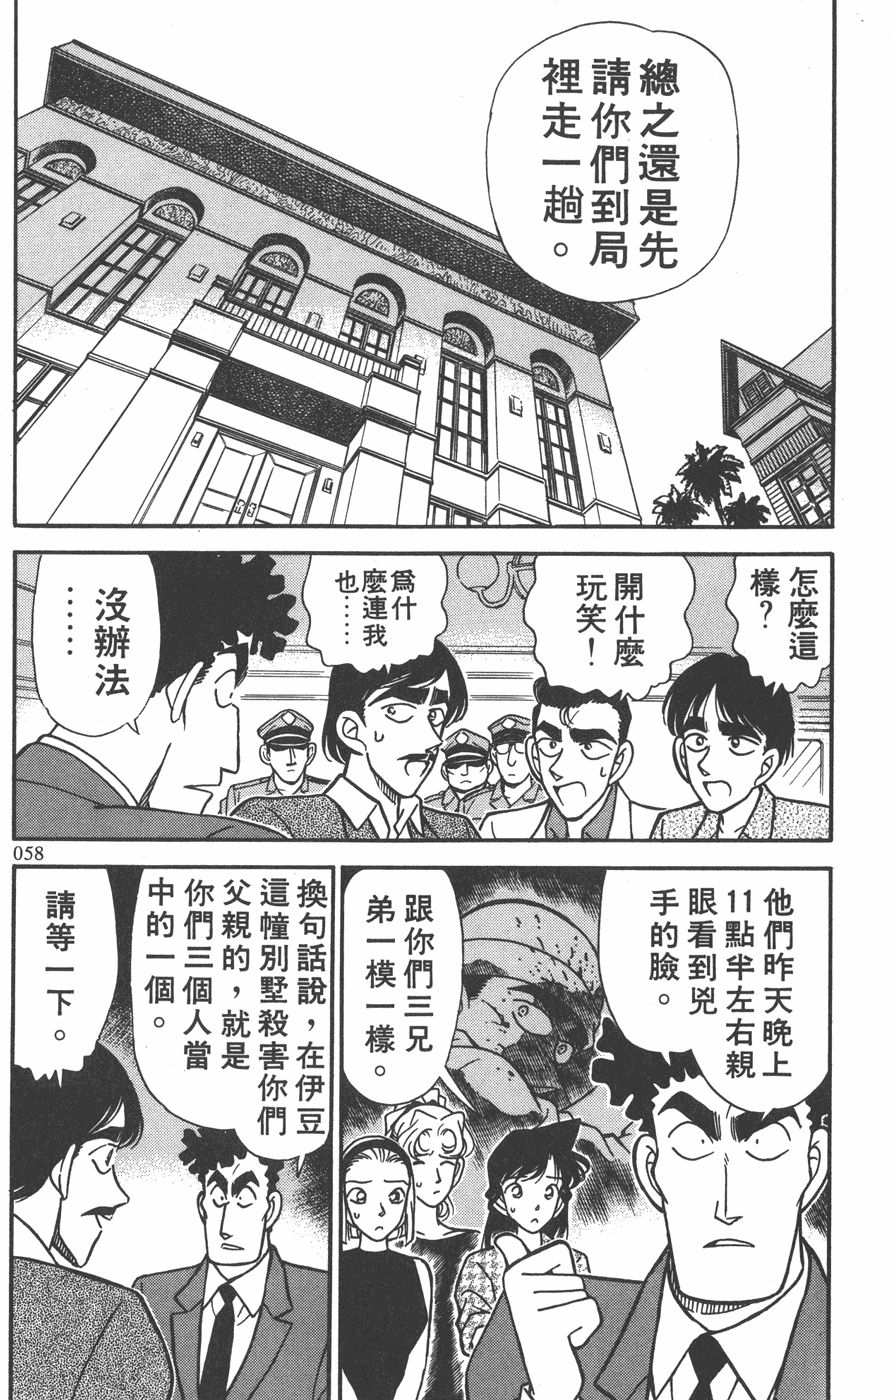 總之還是先
請你們到局
裡走一趟。
怎麼這
樣？
開什麼
玩笑！
爲什
麼連我
也……
沒辦法
……
058
他們昨天晚上
11點半左右親
眼看到兇
手的臉。
跟你們三兄
弟一模一樣。
換句話說，在伊豆
這幢別墅殺害你們
父親的，就是
你們三個人當
中的一個。
請等一下。